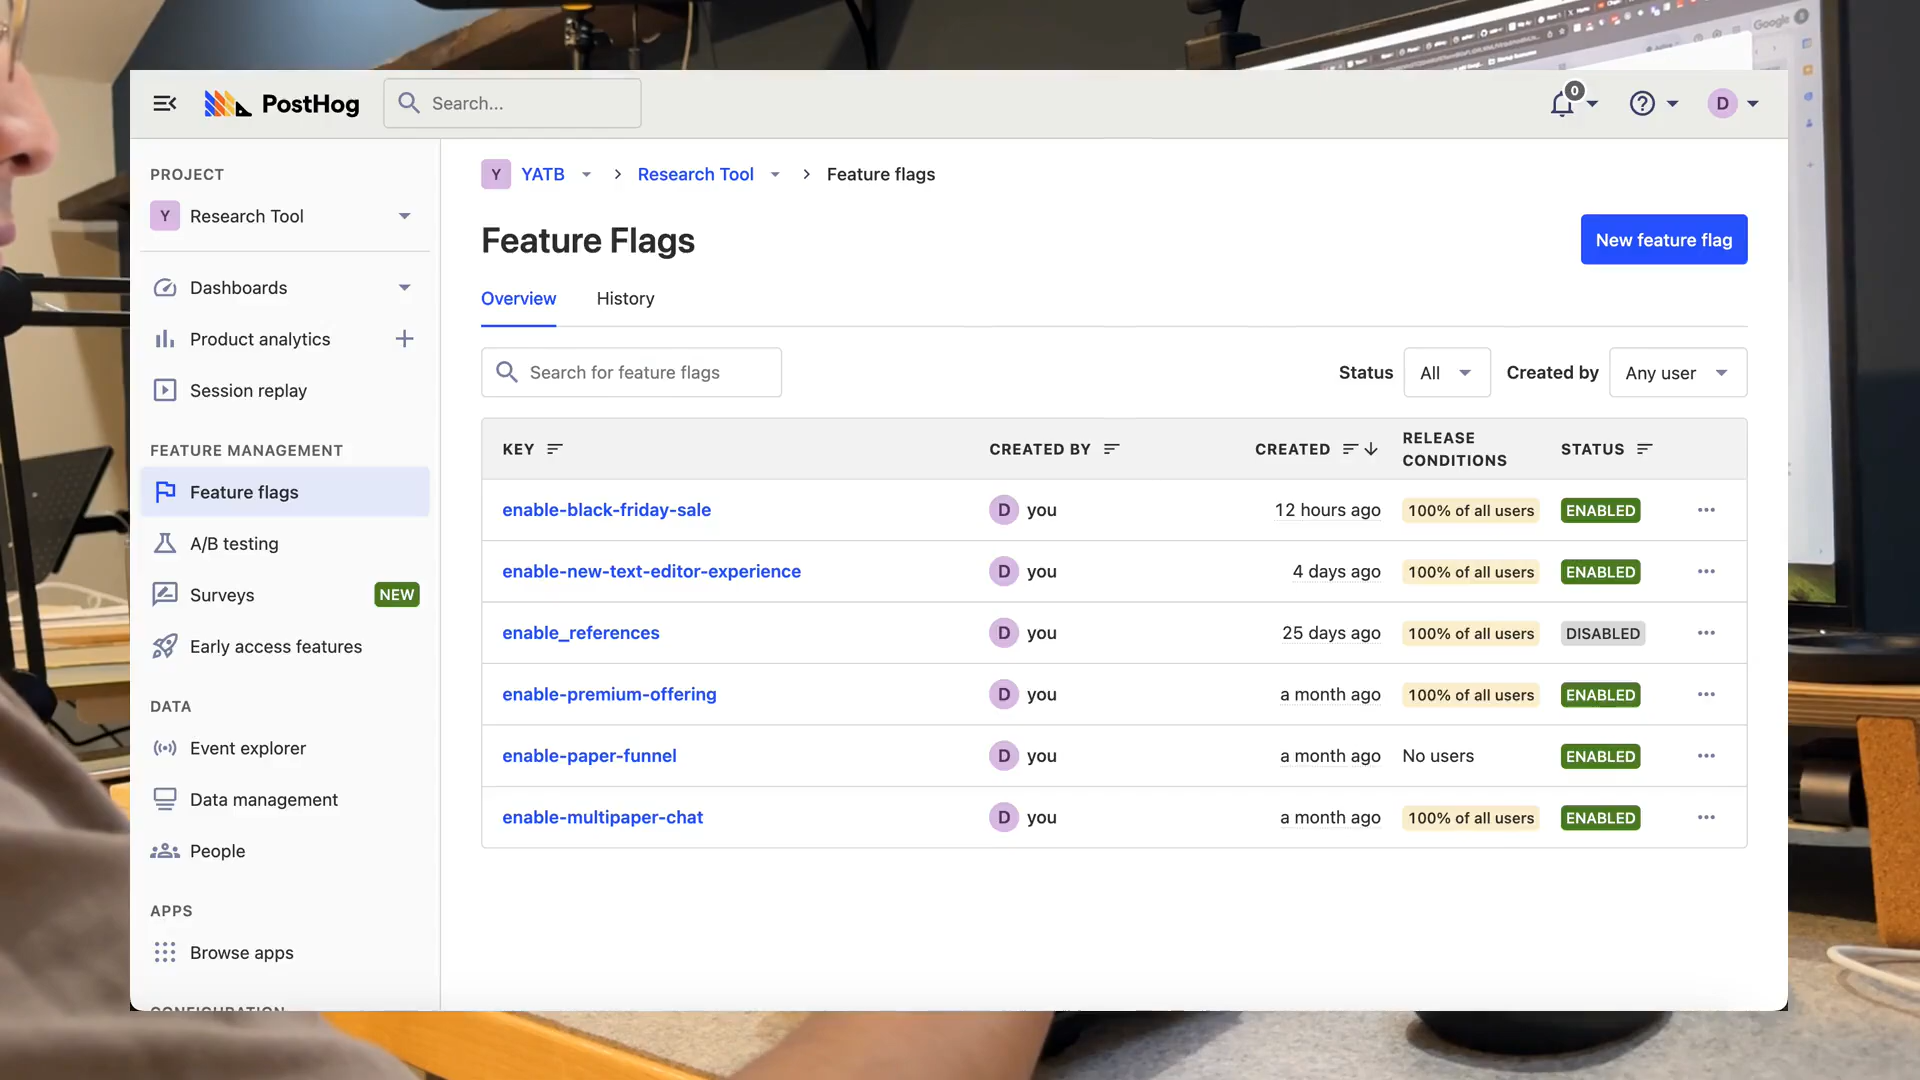 PostHog
Search...
0
D
PROJECT
Y Research Tool
Dashboards
Product analytics
Session replay
FEATURE MANAGEMENT
Feature flags
A/B testing
Surveys NEW
Early access features
DATA
Event explorer
Data management
People
APPS
Browse apps
CONFIGURATION
Y YATB > Research Tool > Feature flags
Feature Flags
New feature flag
Overview History
Search for feature flags
Status All Created by Any user
KEY CREATED BY CREATED RELEASE CONDITIONS STATUS
enable-black-friday-sale D you 12 hours ago 100% of all users ENABLED
enable-new-text-editor-experience D you 4 days ago 100% of all users ENABLED
enable_references D you 25 days ago 100% of all users DISABLED
enable-premium-offering D you a month ago 100% of all users ENABLED
enable-paper-funnel D you a month ago No users ENABLED
enable-multipaper-chat D you a month ago 100% of all users ENABLED
Google